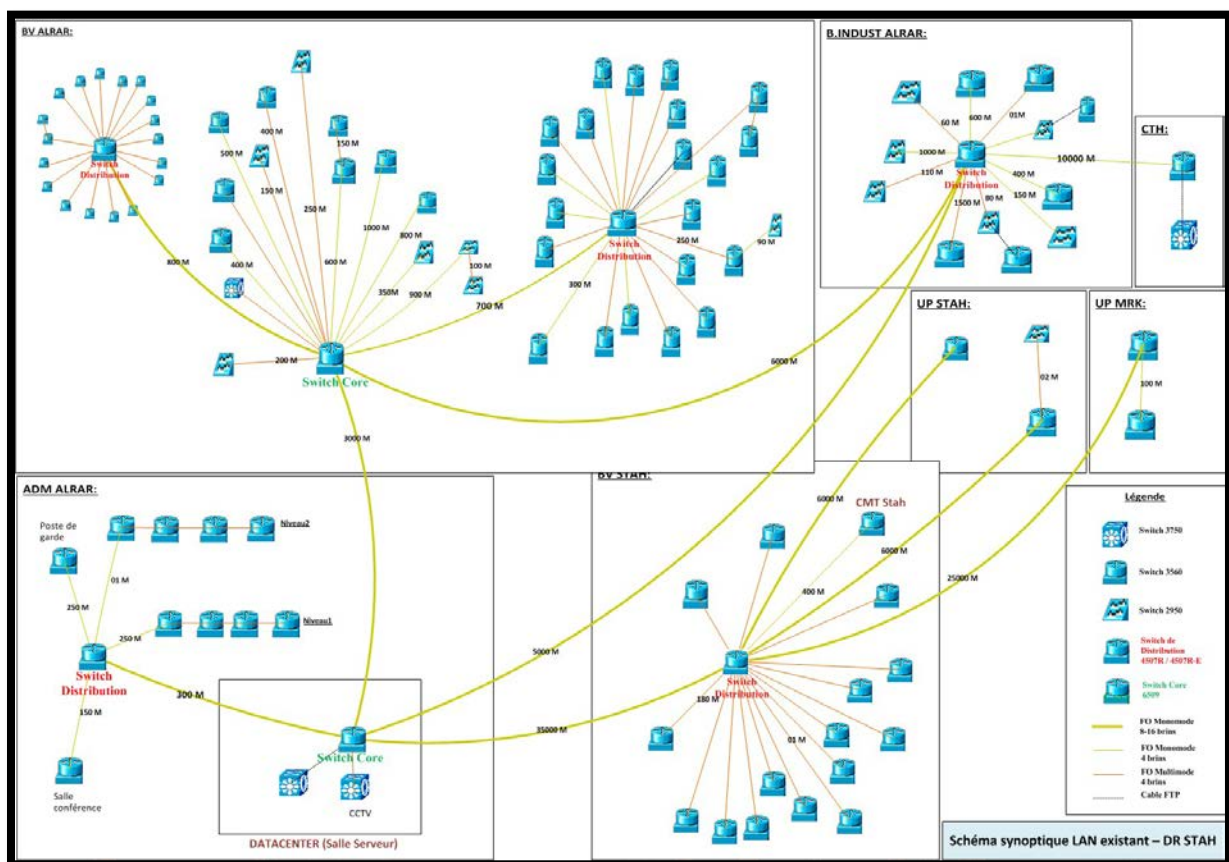 BV ALRAR:
Switch
Distribution
500 M
400 M
150 M
150 M
250 M
1000 M
800 M
400 M
600 M
350M
900 M
100 M
800 M
200 M
Switch Core
700 M
Switch
Distribution
250 M
90 M
300 M
3000 M
6000 M
B.INDUST ALRAR:
60 M
600 M
01M
1000 M
110 M
Switch
Distribution
10000 M
400 M
150 M
1500 M
80 M
CTH:
UP STAH:
02 M
UP MRK:
100 M
ADM ALRAR:
Poste de
garde
Niveau2
01 M
250 M
Niveau1
250 M
Switch
Distribution
150 M
300 M
Salle
conférence
Switch Core
CCTV
DATACENTER (Salle Serveur)
5000 M
35000 M
BV STAH:
6000 M
CMT Stah
6000 M
400 M
25000 M
Switch
Distribution
180 M
01 M
Légende
Switch 3750
Switch 3560
Switch 2950
Switch de
Distribution
4507R / 4507R-E
Switch Core
6509
FO Monomode
8-16 brins
FO Monomode
4 brins
FO Multimode
4 brins
Cable FTP
Schéma synoptique LAN existant – DR STAH